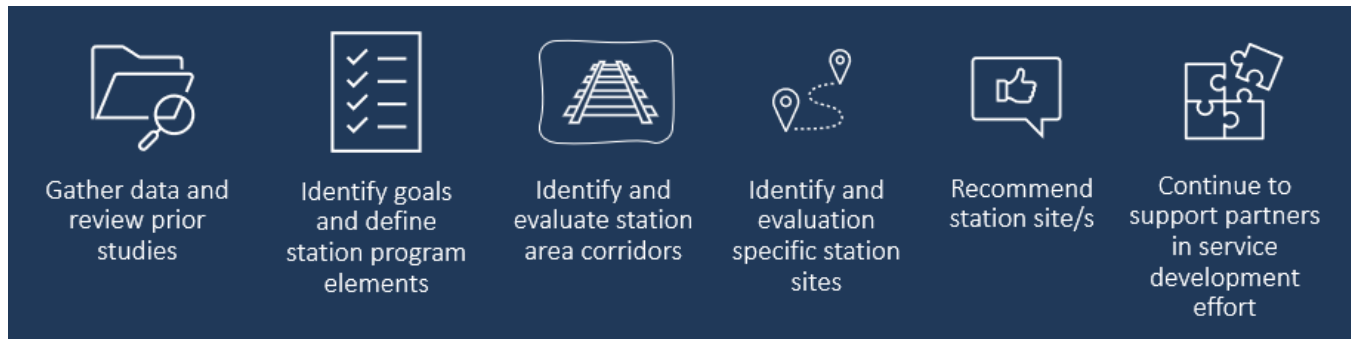 Gather data and
review prior
studies
Identify goals
and define
station program
elements
Identify and
evaluate station
area corridors
Identify and
evaluation
specific station
sites
Recommend
station site/s
Continue to
support partners
in service
development
effort